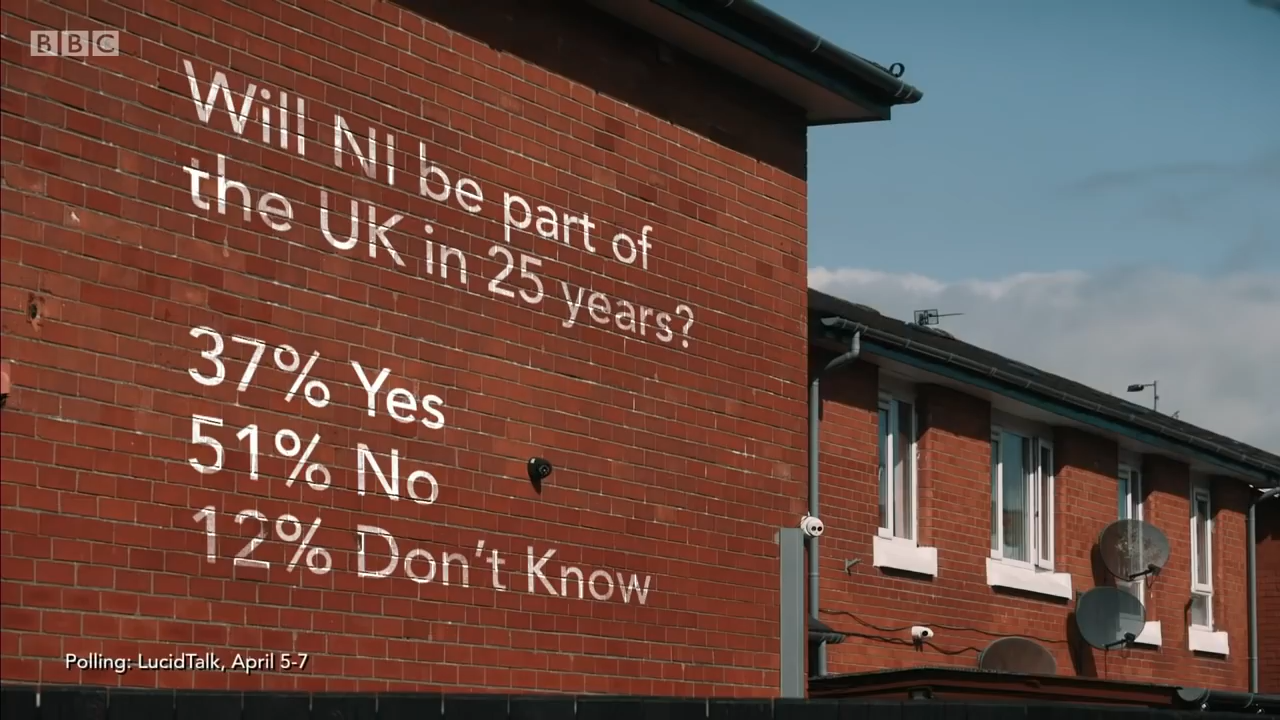 BBC
Will NI be part of
the UK in 25 years?
37% Yes
51% No
12% Don't Know
Polling: LucidTalk, April 5-7